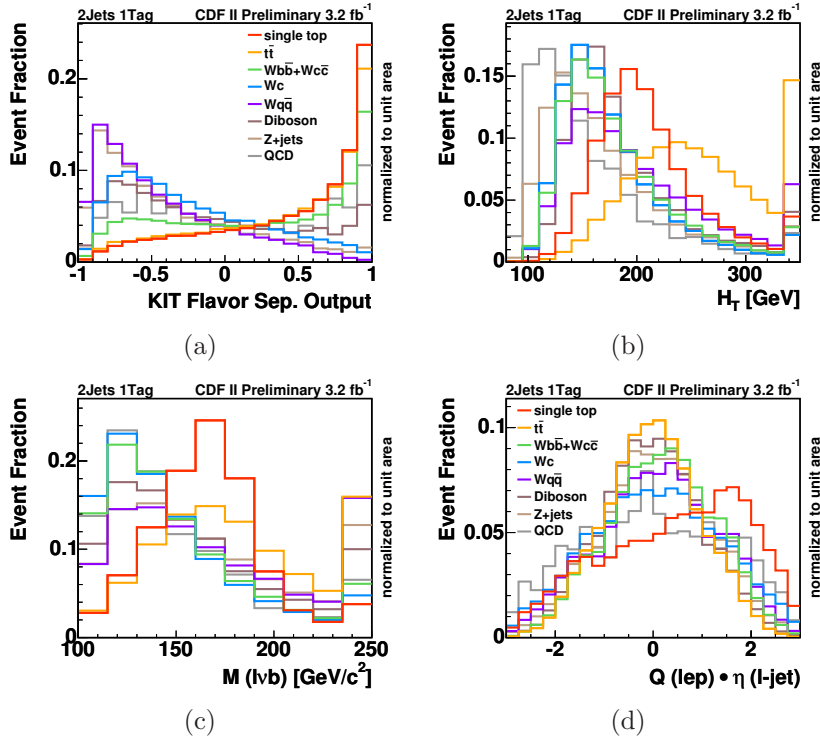 2Jets 1Tag CDF II Preliminary 3.2 fb⁻¹
Event Fraction
0.2
0.1
0
-1 -0.5 0 0.5 1
KIT Flavor Sep. Output
normalized to unit area
single top
tt̄
Wbb̄+Wcc̄
Wc
Wqq̄
Diboson
Z+jets
QCD
(a)
2Jets 1Tag CDF II Preliminary 3.2 fb⁻¹
Event Fraction
0.15
0.1
0.05
0
100 200 300
H_T [GeV]
normalized to unit area
(b)
2Jets 1Tag CDF II Preliminary 3.2 fb⁻¹
Event Fraction
0.2
0.1
0
100 150 200 250
M (lνb) [GeV/c²]
normalized to unit area
(c)
2Jets 1Tag CDF II Preliminary 3.2 fb⁻¹
Event Fraction
0.1
0.05
0
-2 0 2
Q (lep) • η (l-jet)
normalized to unit area
single top
tt̄
Wbb̄+Wcc̄
Wc
Wqq̄
Diboson
Z+jets
QCD
(d)